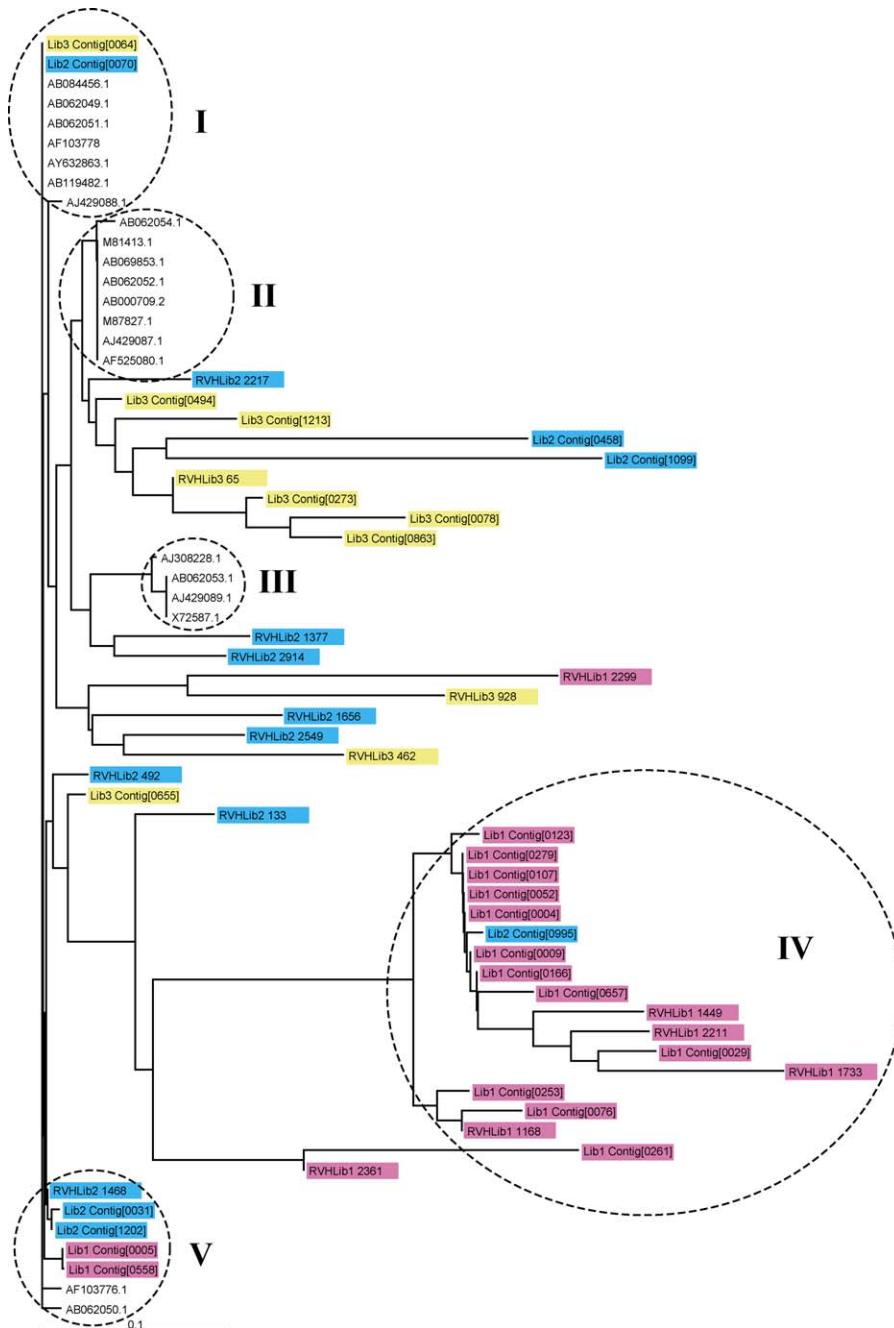 Lib3 Contig[0064]
Lib2 Contig[0070]
AB084456.1
AB062049.1
AB062051.1
I
AF103778
AY632863.1
AB119482.1
AJ429088.1
AB062054.1
M81413.1
AB069853.1
AB062052.1
II
AB000709.2
M87827.1
AJ429087.1
AF525080.1
RVHLib2 2217
Lib3 Contig[0494]
Lib3 Contig[1213]
Lib2 Contig[0458]
Lib2 Contig[1099]
RVHLib3 65
Lib3 Contig[0273]
Lib3 Contig[0078]
Lib3 Contig[0863]
AJ308228.1
AB062053.1
III
AJ429089.1
X72587.1
RVHLib2 1377
RVHLib2 2914
RVHLib1 2299
RVHLib3 928
RVHLib2 1656
RVHLib2 2549
RVHLib3 462
RVHLib2 492
Lib3 Contig[0655]
RVHLib2 133
Lib1 Contig[0123]
Lib1 Contig[0279]
Lib1 Contig[0107]
Lib1 Contig[0052]
Lib1 Contig[0004]
Lib2 Contig[0995]
IV
Lib1 Contig[0009]
Lib1 Contig[0166]
Lib1 Contig[0657]
RVHLib1 1449
RVHLib1 2211
Lib1 Contig[0029]
RVHLib1 1733
Lib1 Contig[0253]
Lib1 Contig[0076]
RVHLib1 1168
Lib1 Contig[0261]
RVHLib1 2361
RVHLib2 1468
Lib2 Contig[0031]
Lib2 Contig[1202]
Lib1 Contig[0005]
V
Lib1 Contig[0558]
AF103776.1
AB062050.1
0.1